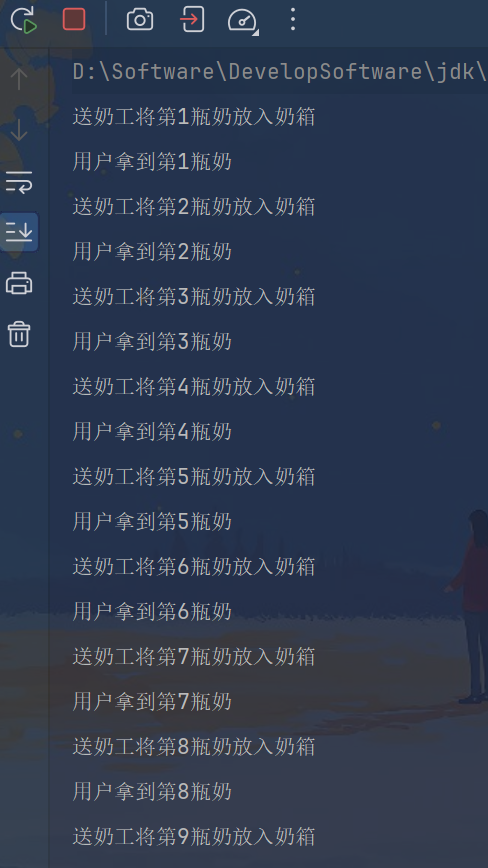 D:\Software\DevelopSoftware\jdk\
送奶工将第1瓶奶放入奶箱
用户拿到第1瓶奶
送奶工将第2瓶奶放入奶箱
用户拿到第2瓶奶
送奶工将第3瓶奶放入奶箱
用户拿到第3瓶奶
送奶工将第4瓶奶放入奶箱
用户拿到第4瓶奶
送奶工将第5瓶奶放入奶箱
用户拿到第5瓶奶
送奶工将第6瓶奶放入奶箱
用户拿到第6瓶奶
送奶工将第7瓶奶放入奶箱
用户拿到第7瓶奶
送奶工将第8瓶奶放入奶箱
用户拿到第8瓶奶
送奶工将第9瓶奶放入奶箱